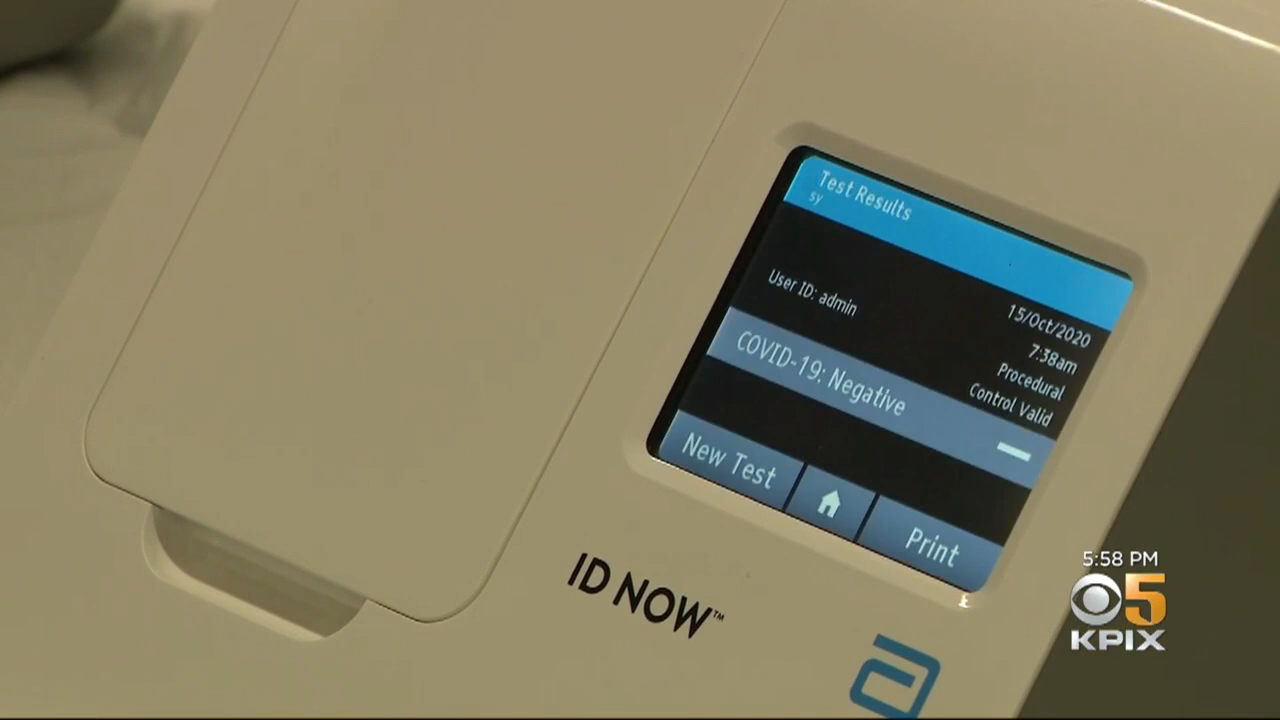 Test Results
sy
User ID: admin
15/Oct/2020
7:38am
Procedural
Control Valid
COVID-19: Negative
New Test
Print
ID NOW™
5:58 PM
5
KPIX